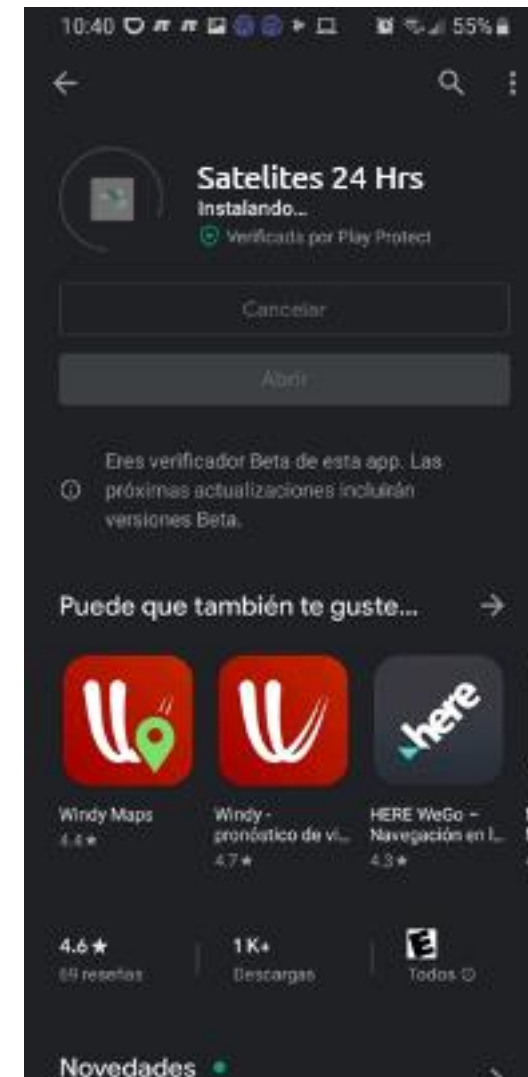 10:40
55%
Satelites 24 Hrs
Instalando...
Verificada por Play Protect
Cancelar
Abrir
Eres verificador Beta de esta app. Las
próximas actualizaciones incluirán
versiones Beta.
Puede que también te guste...
here
Windy Maps
4.4★
Windy -
pronóstico de vi...
4.7★
HERE WeGo –
Navegación en l...
4.3★
4.6★
69 reseñas
1 K+
Descargas
E
Todos
Novedades